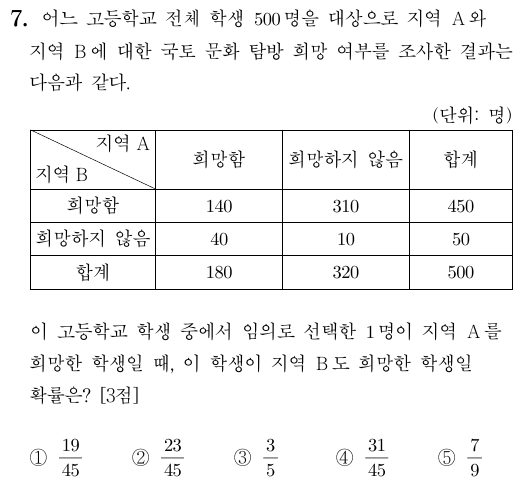 7. 어느 고등학교 전체 학생 500명을 대상으로 지역 A와
지역 B에 대한 국토 문화 탐방 희망 여부를 조사한 결과는
다음과 같다.
(단위: 명)
지역 A
지역 B
희망함 희망하지 않음 합계
희망함 140 310 450
희망하지 않음 40 10 50
합계 180 320 500
이 고등학교 학생 중에서 임의로 선택한 1명이 지역 A를
희망한 학생일 때, 이 학생이 지역 B도 희망한 학생일
확률은? [3점]
① 19/45 ② 23/45 ③ 3/5 ④ 31/45 ⑤ 7/9